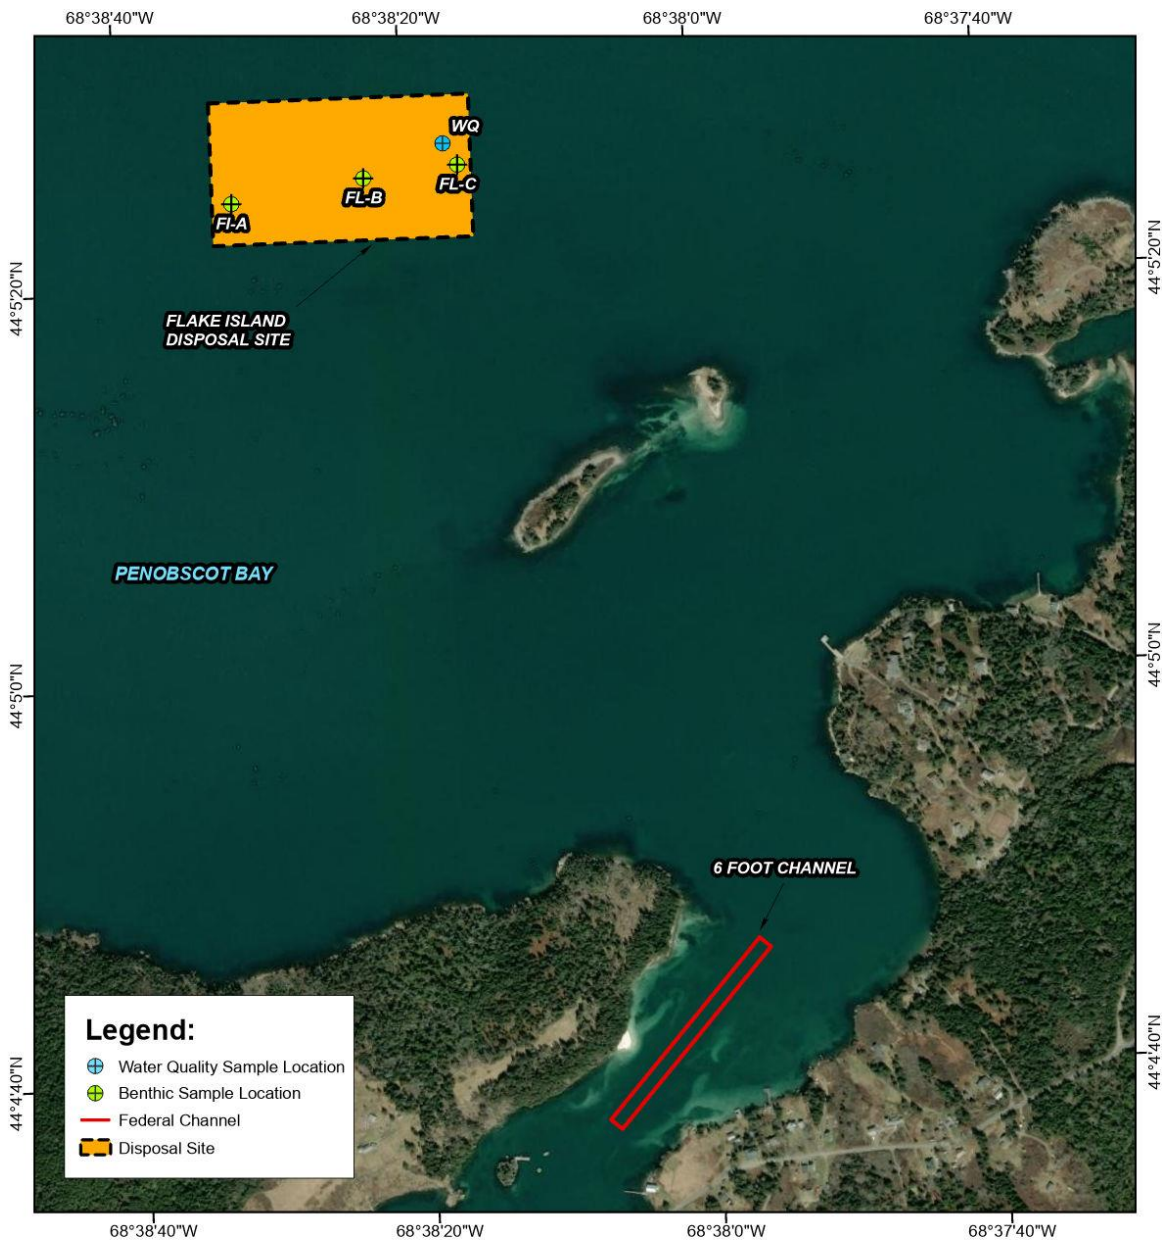 68°38'40"W 68°38'20"W 68°38'0"W 68°37'40"W
WQ
FL-C
FL-B
FI-A
44°5'20"N
44°5'20"N
FLAKE ISLAND
DISPOSAL SITE
PENOBSCOT BAY
44°5'0"N
44°5'0"N
6 FOOT CHANNEL
44°4'40"N
44°4'40"N
Legend:
Water Quality Sample Location
Benthic Sample Location
Federal Channel
Disposal Site
68°38'40"W 68°38'20"W 68°38'0"W 68°37'40"W